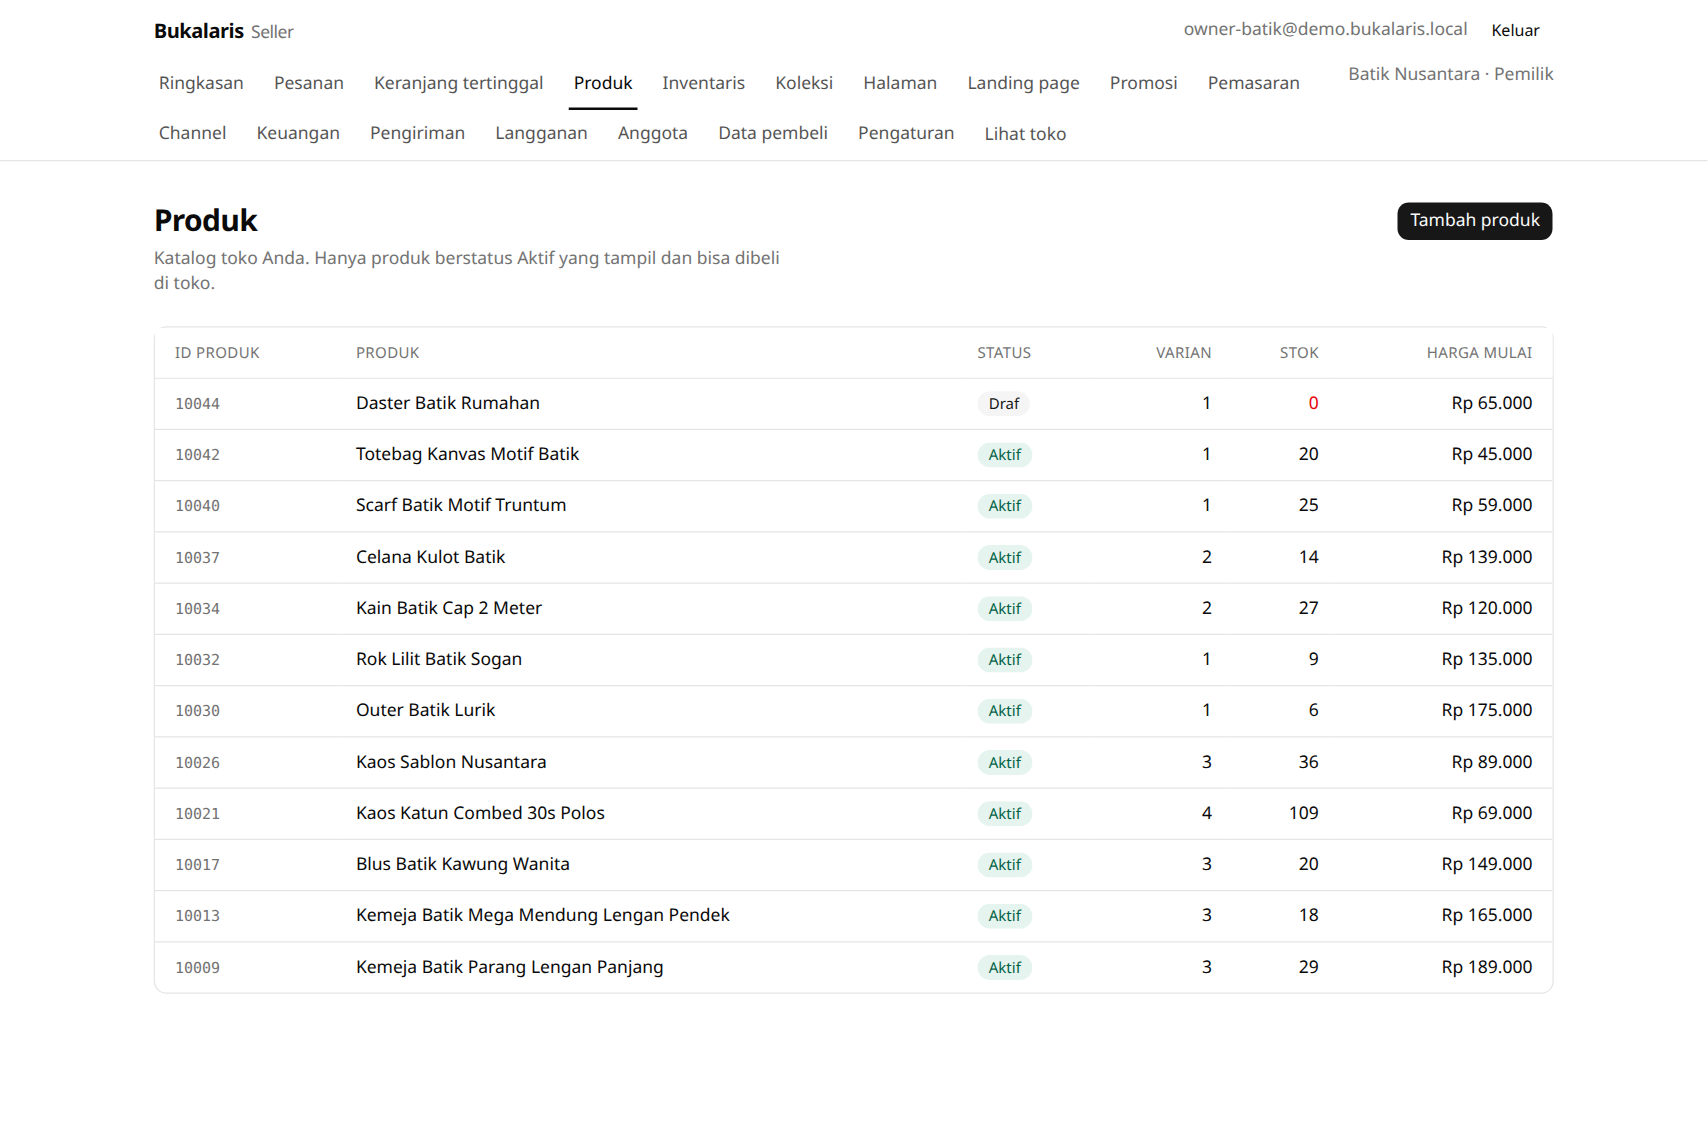 Bukalaris Seller
owner-batik@demo.bukalaris.local Keluar
Ringkasan Pesanan Keranjang tertinggal Produk Inventaris Koleksi Halaman Landing page Promosi Pemasaran
Batik Nusantara · Pemilik
Channel Keuangan Pengiriman Langganan Anggota Data pembeli Pengaturan Lihat toko
Produk
Tambah produk
Katalog toko Anda. Hanya produk berstatus Aktif yang tampil dan bisa dibeli
di toko.
ID PRODUK PRODUK STATUS VARIAN STOK HARGA MULAI
10044 Daster Batik Rumahan Draf 1 0 Rp 65.000
10042 Totebag Kanvas Motif Batik Aktif 1 20 Rp 45.000
10040 Scarf Batik Motif Truntum Aktif 1 25 Rp 59.000
10037 Celana Kulot Batik Aktif 2 14 Rp 139.000
10034 Kain Batik Cap 2 Meter Aktif 2 27 Rp 120.000
10032 Rok Lilit Batik Sogan Aktif 1 9 Rp 135.000
10030 Outer Batik Lurik Aktif 1 6 Rp 175.000
10026 Kaos Sablon Nusantara Aktif 3 36 Rp 89.000
10021 Kaos Katun Combed 30s Polos Aktif 4 109 Rp 69.000
10017 Blus Batik Kawung Wanita Aktif 3 20 Rp 149.000
10013 Kemeja Batik Mega Mendung Lengan Pendek Aktif 3 18 Rp 165.000
10009 Kemeja Batik Parang Lengan Panjang Aktif 3 29 Rp 189.000